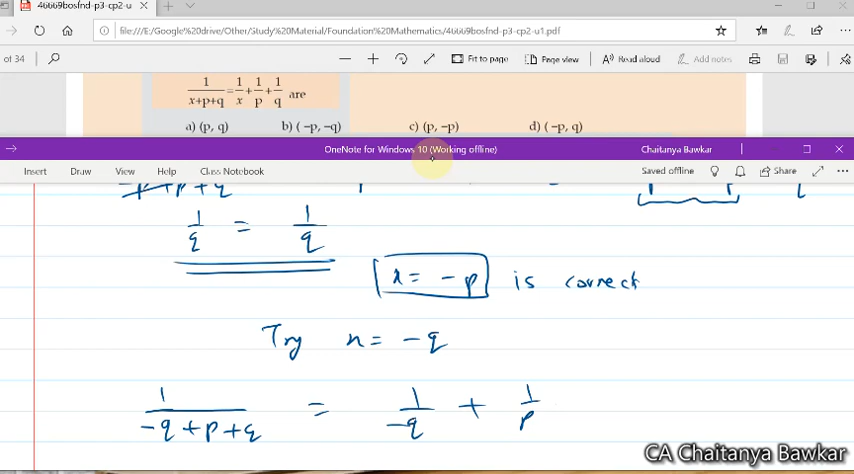 46669bosfnd-p3-cp2-u
file:///E:/Google%20drive/Other/Study%20Material/Foundation%20Mathematics/46669bosfnd-p3-cp2-u1.pdf
of 34 Fit to page Page view Read aloud Add notes
1/(x+p+q) = 1/x + 1/p + 1/q are
a) (p, q) b) (−p, −q) c) (p, −p) d) (−p, q)
OneNote for Windows 10 (Working offline) Chaitanya Bawkar
Insert Draw View Help Class Notebook Saved offline Share
-p+p+q
1/q = 1/q
x = -p is correct
Try x = -q
1/(-q+p+q) = 1/-q + 1/p
CA Chaitanya Bawkar